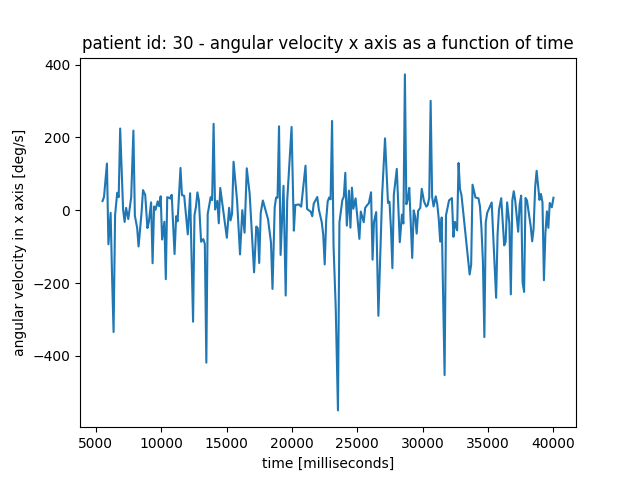 patient id: 30 - angular velocity x axis as a function of time
angular velocity in x axis [deg/s]
400
200
0
−200
−400
5000 10000 15000 20000 25000 30000 35000 40000
time [milliseconds]